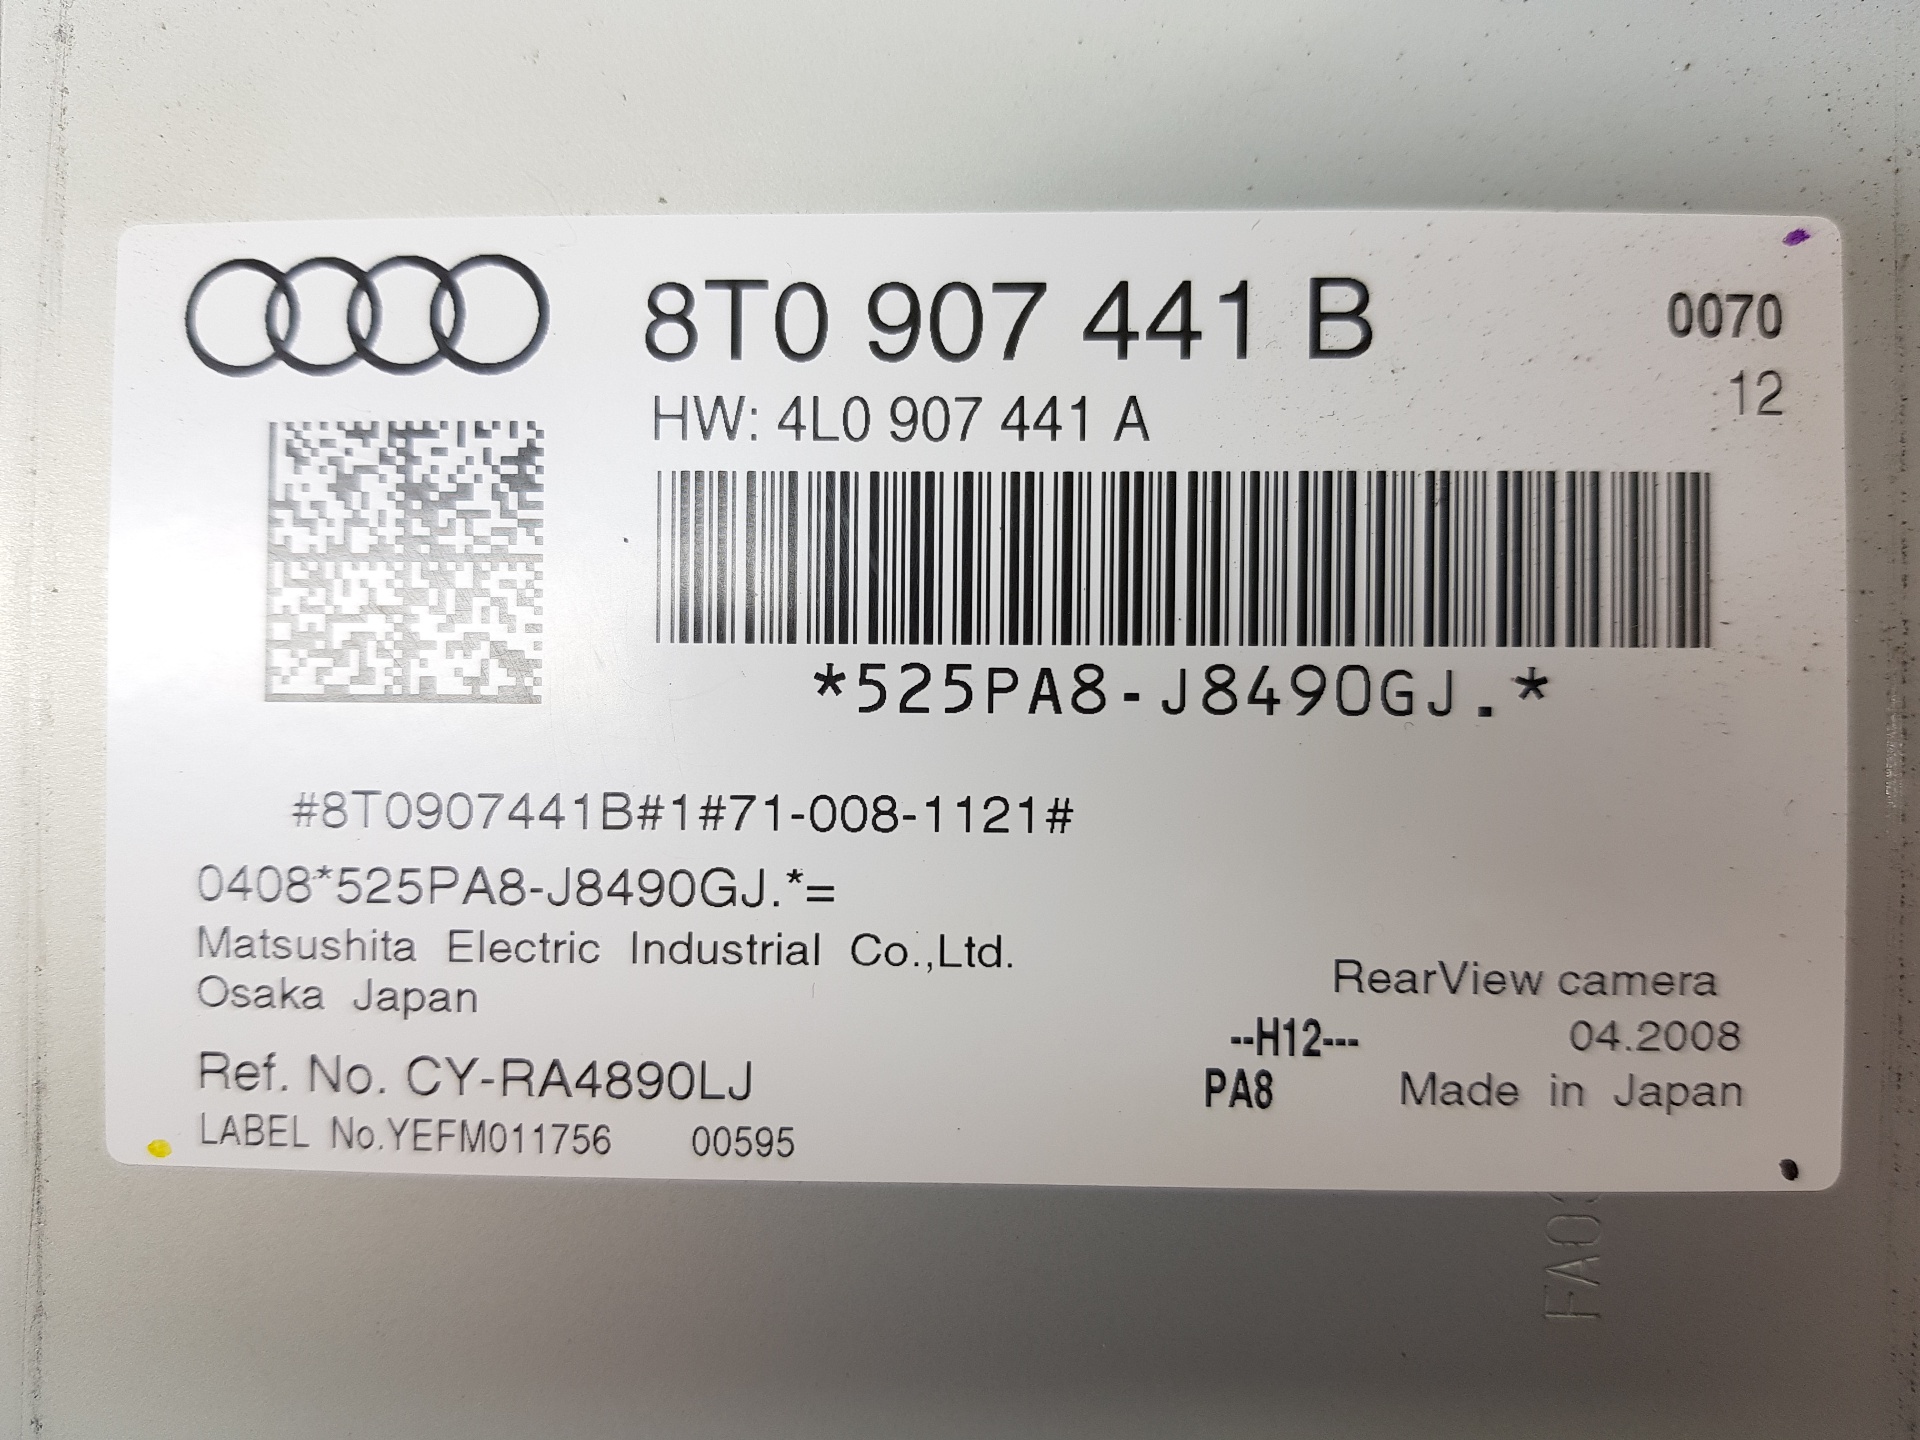 8T0 907 441 B
0070
HW: 4L0 907 441 A
12
*525PA8-J8490GJ.*
#8T0907441B#1#71-008-1121#
0408*525PA8-J8490GJ.*=
Matsushita Electric Industrial Co.,Ltd.
Osaka Japan
RearView camera
--H12---
04.2008
Ref. No. CY-RA4890LJ
PA8
Made in Japan
LABEL No.YEFM011756 00595